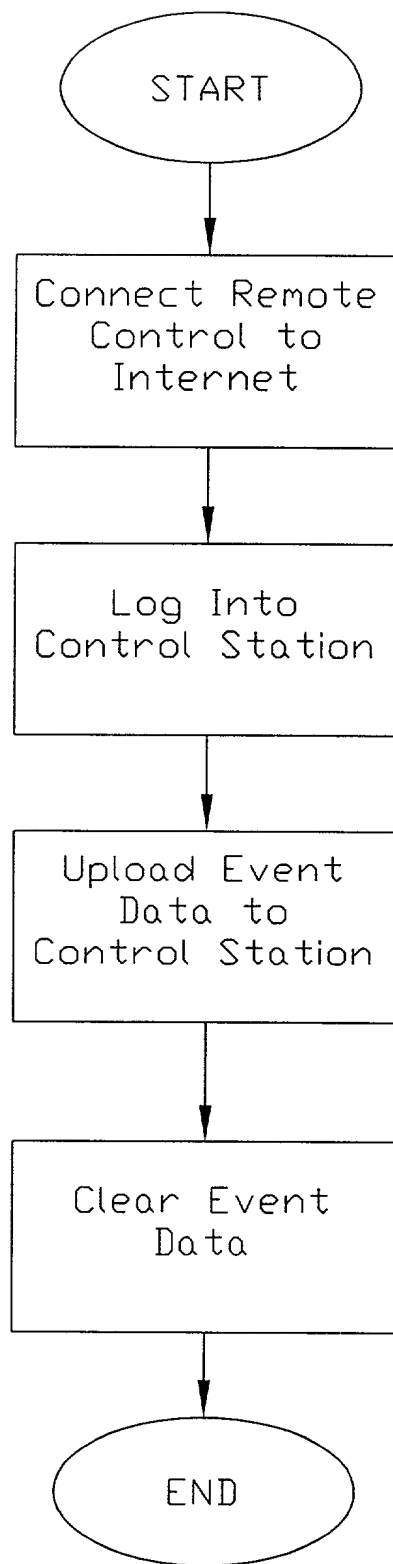 START
Connect Remote
Control to
Internet
Log Into
Control Station
Upload Event
Data to
Control Station
Clear Event
Data
END